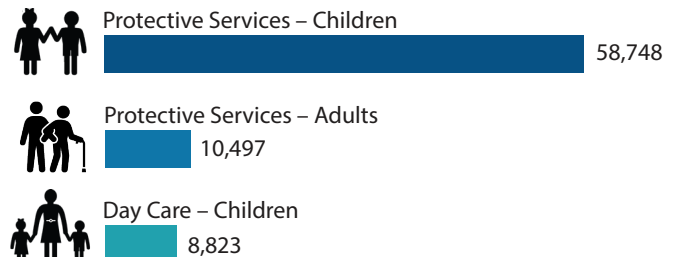 Protective Services – Children
58,748
Protective Services – Adults
10,497
Day Care – Children
8,823